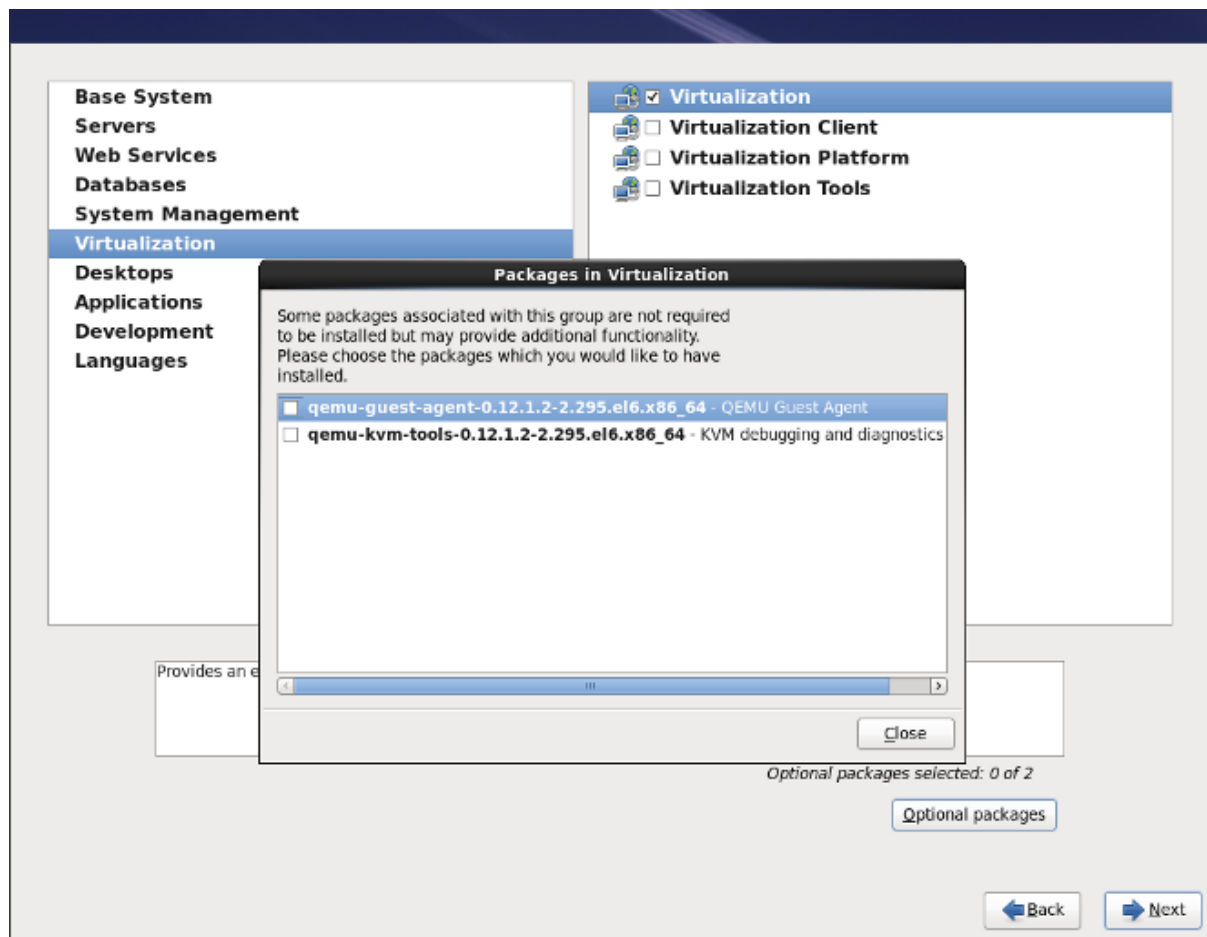 Base System
Servers
Web Services
Databases
System Management
Virtualization
Desktops
Applications
Development
Languages
Virtualization
Virtualization Client
Virtualization Platform
Virtualization Tools
Packages in Virtualization
Some packages associated with this group are not required
to be installed but may provide additional functionality.
Please choose the packages which you would like to have
installed.
qemu-guest-agent-0.12.1.2-2.295.el6.x86_64 - QEMU Guest Agent
qemu-kvm-tools-0.12.1.2-2.295.el6.x86_64 - KVM debugging and diagnostics
Close
Provides an e
Optional packages selected: 0 of 2
Optional packages
Back
Next